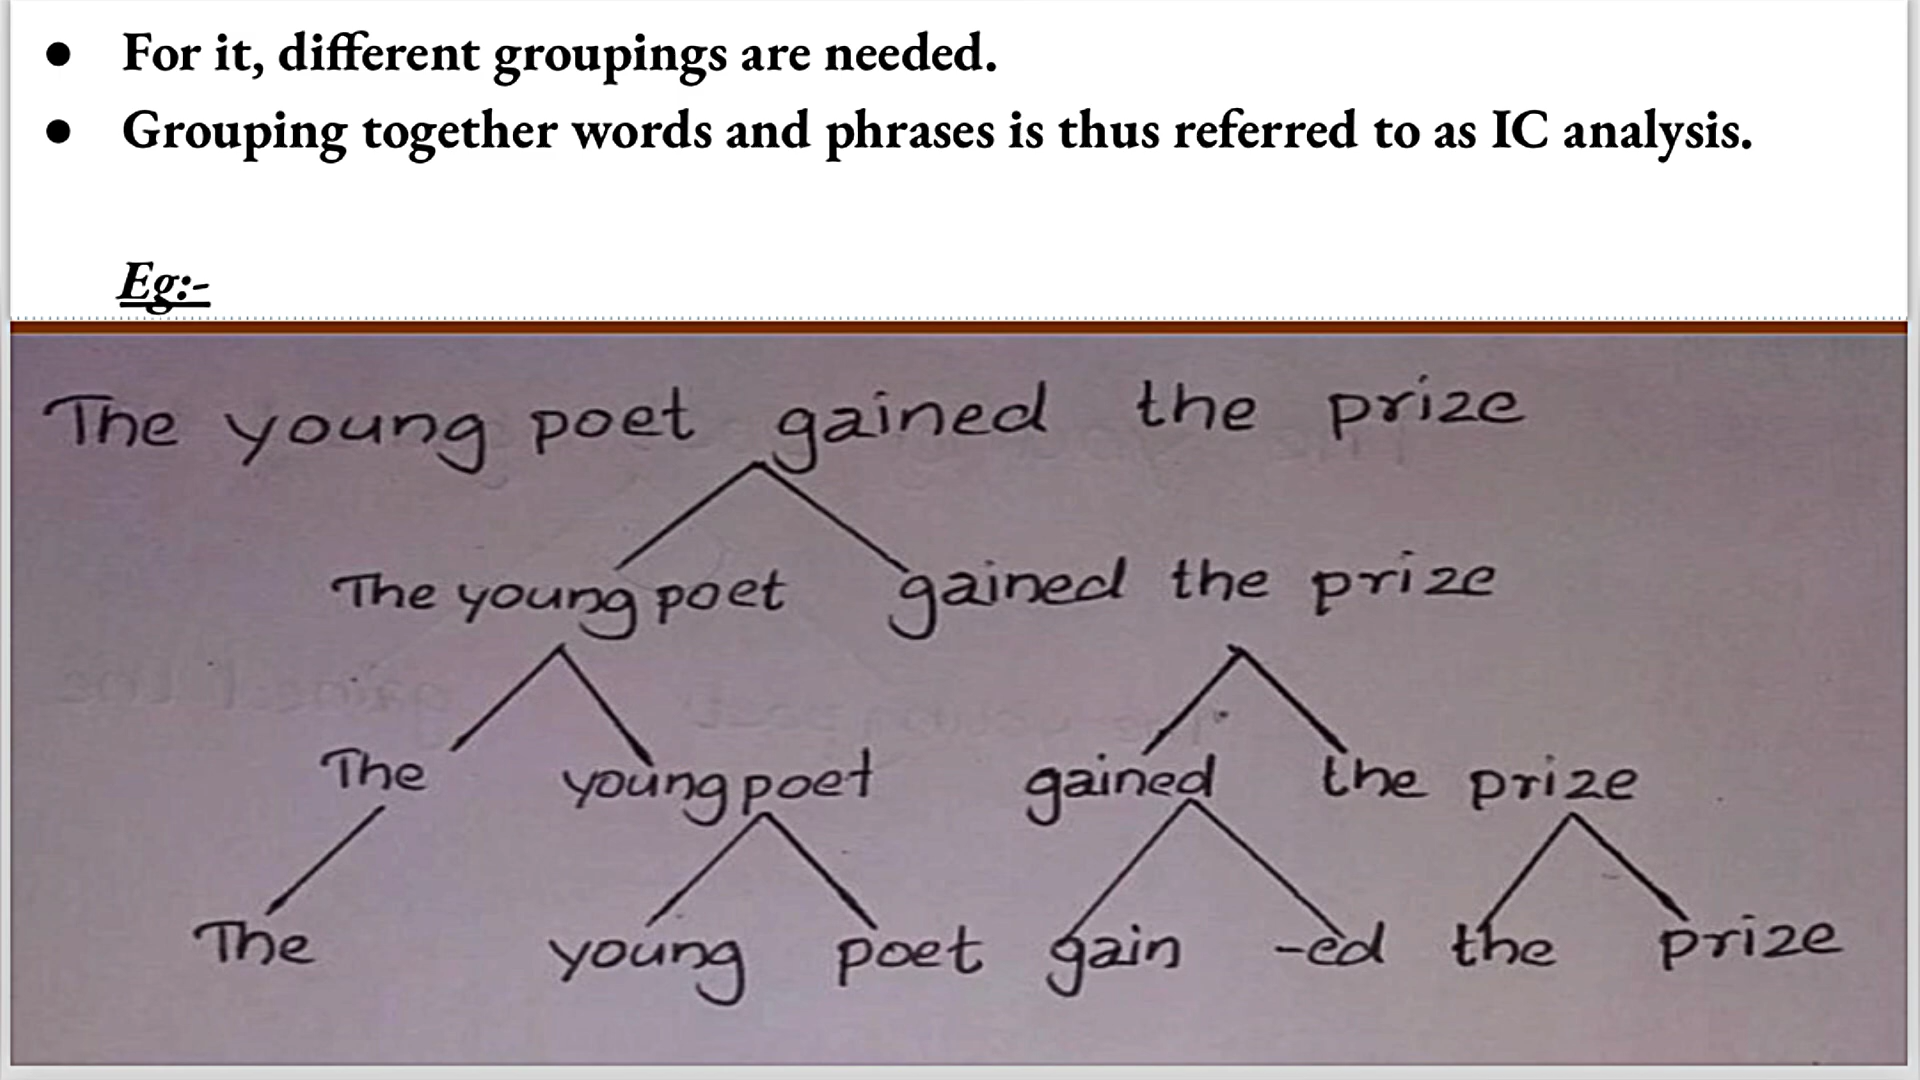 ● For it, different groupings are needed.
● Grouping together words and phrases is thus referred to as IC analysis.
Eg:-
The young poet gained the prize
The young poet gained the prize
The young poet gained the prize
The young poet gain -ed the prize